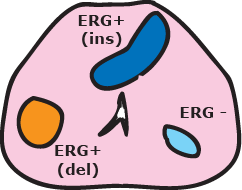 ERG+
(ins)
ERG -
ERG+
(del)